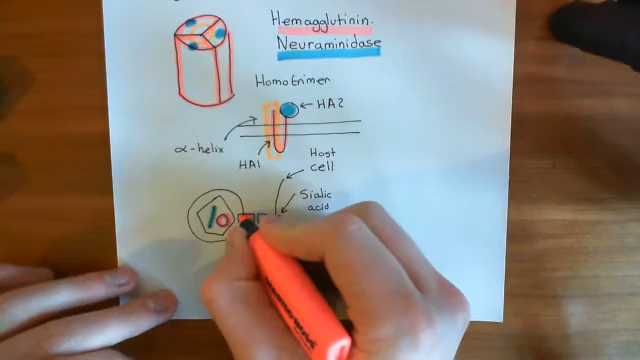 Hemagglutinin.
Neuraminidase
Homotrimer
HA2
α-helix
HA1
Host
cell
Sialic
acid